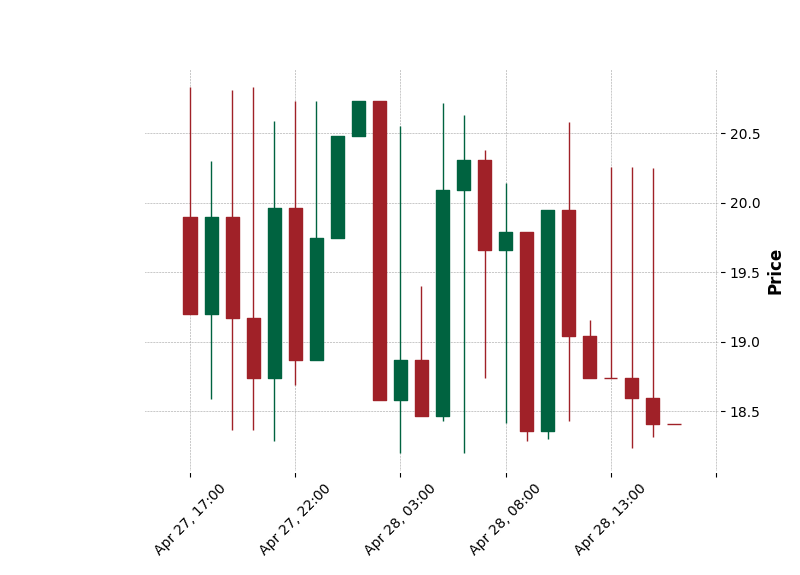 20.5
20.0
19.5
19.0
18.5
Price
Apr 27, 17:00
Apr 27, 22:00
Apr 28, 03:00
Apr 28, 08:00
Apr 28, 13:00